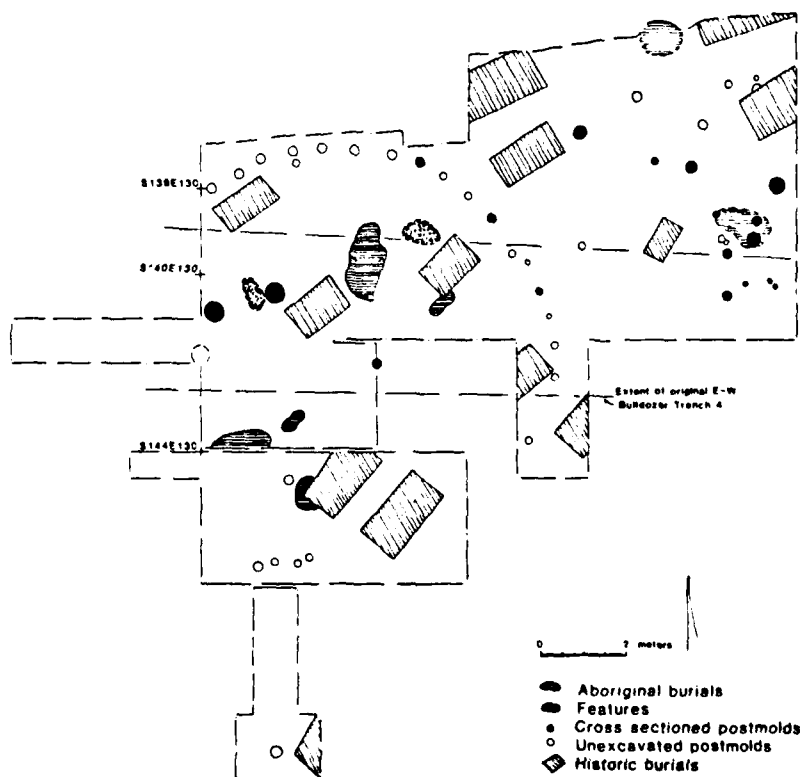 S138E130
S140E130
Extent of original E-W
Bulldozer Trench 4
S144E130
0 2 meters
Aboriginal burials
Features
Cross sectioned postmolds
Unexcavated postmolds
Historic burials